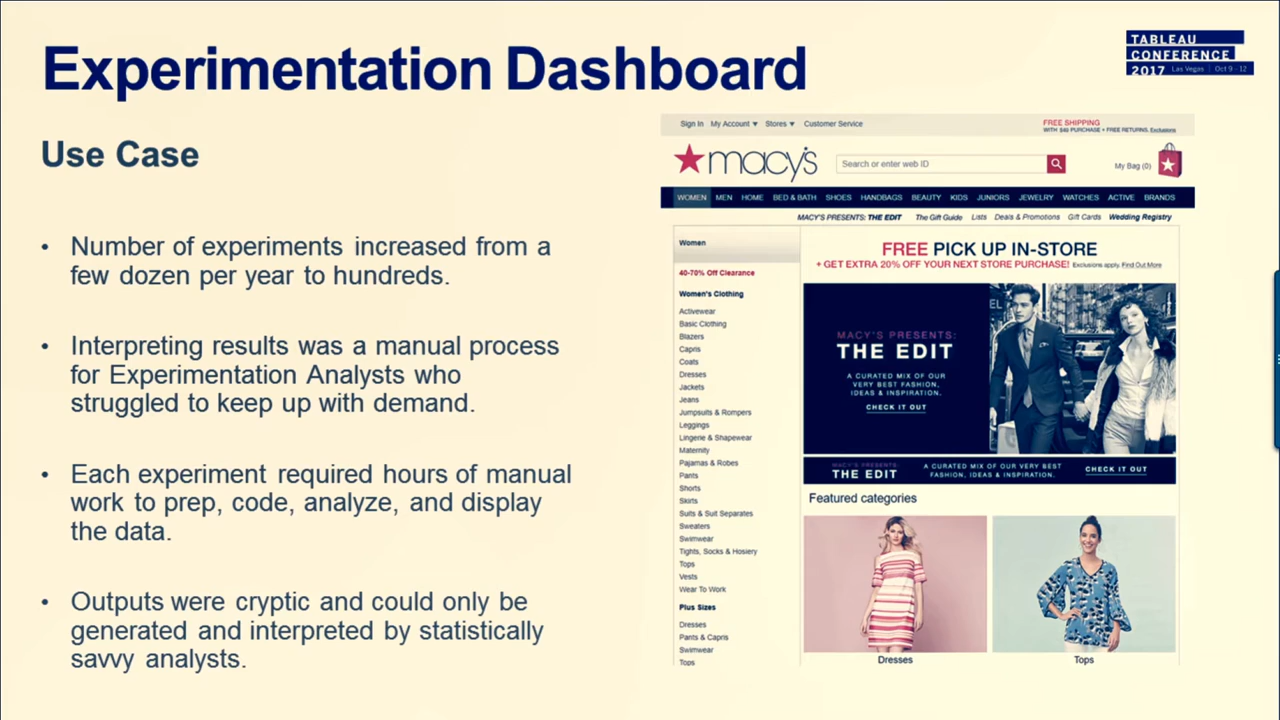 Experimentation Dashboard
TABLEAU
CONFERENCE
2017 Las Vegas | Oct 9 - 12
Use Case
• Number of experiments increased from a
few dozen per year to hundreds.
• Interpreting results was a manual process
for Experimentation Analysts who
struggled to keep up with demand.
• Each experiment required hours of manual
work to prep, code, analyze, and display
the data.
• Outputs were cryptic and could only be
generated and interpreted by statistically
savvy analysts.
Sign In My Account Stores Customer Service
FREE SHIPPING
WITH $49 PURCHASE + FREE RETURNS. Exclusions
macy's
Search or enter web ID
My Bag (0)
WOMEN MEN HOME BED & BATH SHOES HANDBAGS BEAUTY KIDS JUNIORS JEWELRY WATCHES ACTIVE BRANDS
MACY'S PRESENTS: THE EDIT The Gift Guide Lists Deals & Promotions Gift Cards Wedding Registry
Women
40-70% Off Clearance
Women's Clothing
Activewear
Basic Clothing
Blazers
Capris
Coats
Dresses
Jackets
Jeans
Jumpsuits & Rompers
Leggings
Lingerie & Shapewear
Maternity
Pajamas & Robes
Pants
Shorts
Skirts
Suits & Suit Separates
Sweaters
Swimwear
Tights, Socks & Hosiery
Tops
Vests
Wear To Work
Plus Sizes
Dresses
Pants & Capris
Swimwear
Tops
FREE PICK UP IN-STORE
+ GET EXTRA 20% OFF YOUR NEXT STORE PURCHASE! Exclusions apply. Find Out More
EL
MACY'S PRESENTS:
THE EDIT
A CURATED MIX OF OUR
VERY BEST FASHION,
IDEAS & INSPIRATION.
CHECK IT OUT
MACY'S PRESENTS:
THE EDIT
A CURATED MIX OF OUR VERY BEST
FASHION, IDEAS & INSPIRATION.
CHECK IT OUT
Featured categories
Dresses
Tops